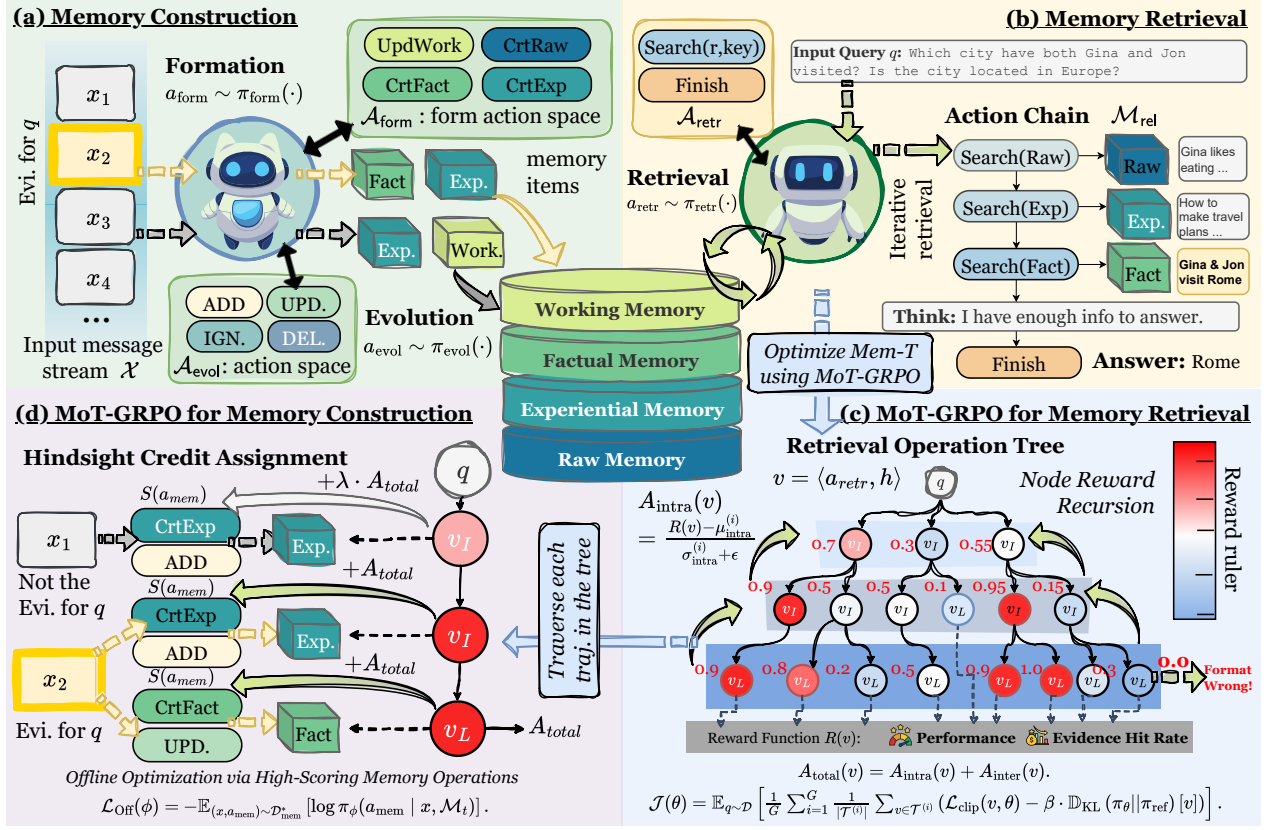 (a) Memory Construction
Evi. for q
x₁
x₂
x₃
x₄
...
Input message
stream 𝒳
Formation
a_form ∼ π_form(·)
UpdWork
CrtRaw
CrtFact
CrtExp
𝒜_form : form action space
Fact
Exp.
memory
items
Exp.
Work.
ADD
UPD.
IGN.
DEL.
𝒜_evol: action space
Evolution
a_evol ∼ π_evol(·)
Working Memory
Factual Memory
Experiential Memory
Raw Memory
(b) Memory Retrieval
Search(r,key)
Finish
𝒜_retr
Input Query q: Which city have both Gina and Jon
visited? Is the city located in Europe?
Retrieval
a_retr ∼ π_retr(·)
Iterative
retrieval
Action Chain
ℳ_rel
Search(Raw)
Raw
Gina likes
eating ...
Search(Exp)
Exp.
How to
make travel
plans ...
Search(Fact)
Fact
Gina & Jon
visit Rome
Think: I have enough info to answer.
Finish
Answer: Rome
Optimize Mem-T
using MoT-GRPO
(d) MoT-GRPO for Memory Construction
Hindsight Credit Assignment
q
+λ · A_total
S(a_mem)
x₁
CrtExp
ADD
Exp.
v_I
Not the
Evi. for q
+A_total
S(a_mem)
CrtExp
ADD
Exp.
v_I
x₂
Evi. for q
+A_total
S(a_mem)
CrtFact
UPD.
Fact
v_L
A_total
Traverse each
traj. in the tree
Offline Optimization via High-Scoring Memory Operations
ℒ_Off(ϕ) = −𝔼_{(x,a_mem)∼𝒟*_mem} [log π_ϕ(a_mem | x, ℳ_t)] .
(c) MoT-GRPO for Memory Retrieval
Retrieval Operation Tree
v = ⟨a_retr, h⟩
q
Node Reward
Recursion
Reward ruler
A_intra(v)
= (R(v)−μ_intra^(i)) / (σ_intra^(i)+ϵ)
0.7 v_I 0.3 v_I 0.55 v_I
0.9 v_I 0.5 v_I 0.5 v_I 0.1 v_L 0.95 v_I 0.15 v_I
0.9 v_L 0.8 v_L 0.2 v_L 0.5 v_L 0.9 v_L 1.0 v_L 0.3 v_L v_L 0.0
Format
Wrong!
Reward Function R(v): Performance Evidence Hit Rate
A_total(v) = A_intra(v) + A_inter(v).
𝒥(θ) = 𝔼_{q∼𝒟} [ 1/G ∑_{i=1}^{G} 1/|𝒯^(i)| ∑_{v∈𝒯^(i)} (ℒ_clip(v, θ) − β · 𝔻_KL (π_θ||π_ref) [v]) ] .